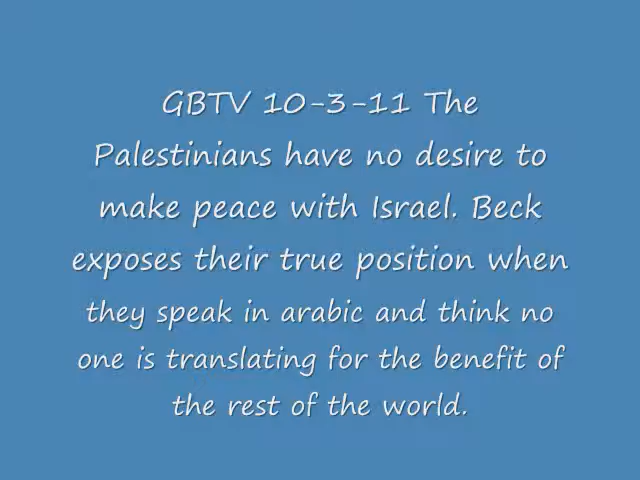 GBTV 10-3-11 The
Palestinians have no desire to
make peace with Israel. Beck
exposes their true position when
they speak in arabic and think no
one is translating for the benefit of
the rest of the world.